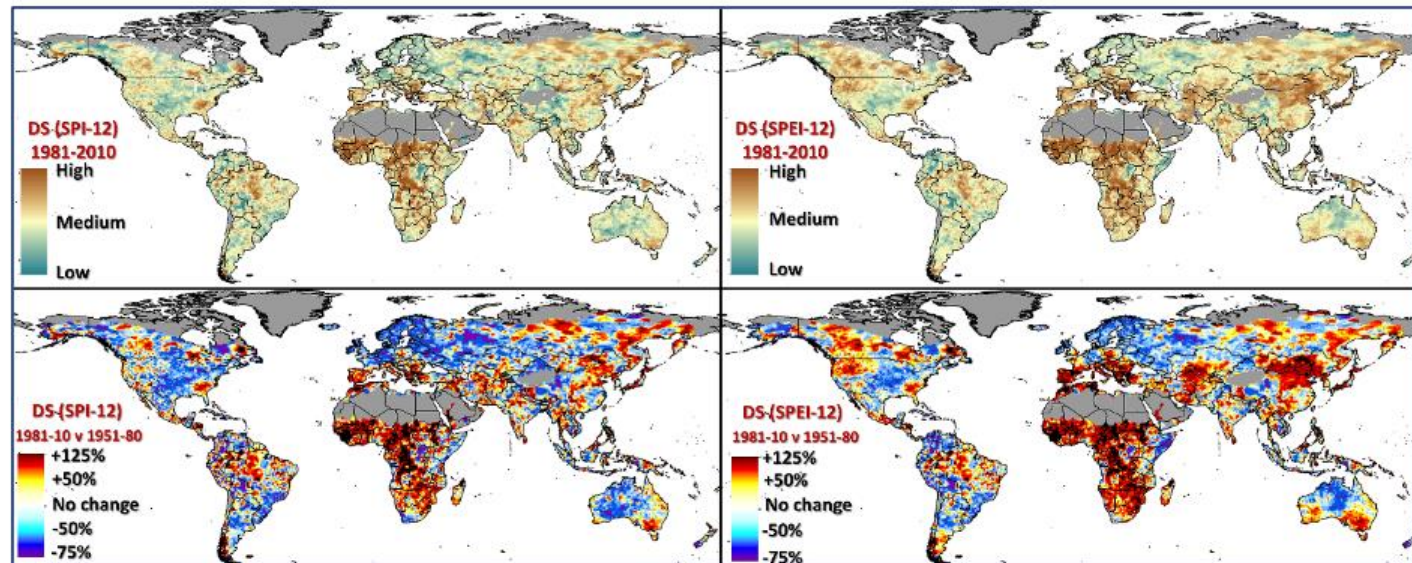 DS (SPI-12)
1981-2010
High
Medium
Low
DS (SPEI-12)
1981-2010
High
Medium
Low
DS (SPI-12)
1981-10 v 1951-80
+125%
+50%
No change
-50%
-75%
DS (SPEI-12)
1981-10 v 1951-80
+125%
+50%
No change
-50%
-75%